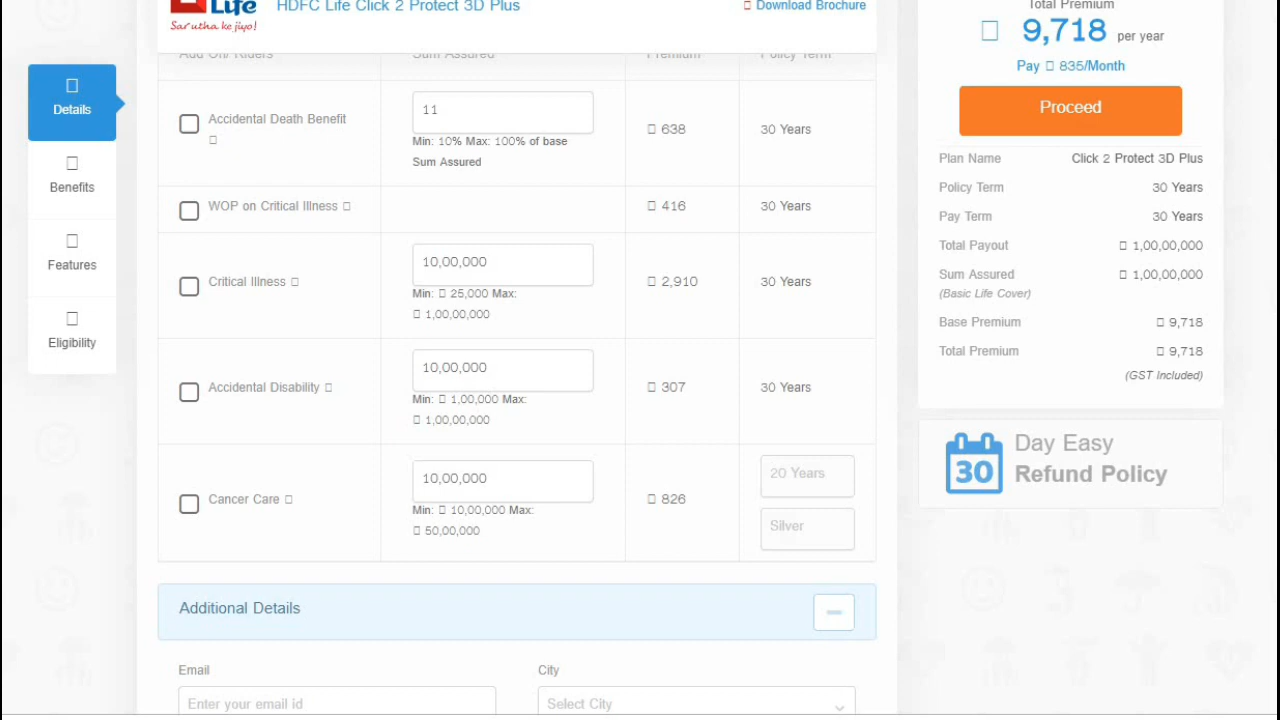 Life
Sar utha ke jiyo!
HDFC Life Click 2 Protect 3D Plus
Download Brochure
Details
Benefits
Features
Eligibility
Add On/ Riders Sum Assured Premium Policy Term
Accidental Death Benefit
11
Min: 10% Max: 100% of base
Sum Assured
638
30 Years
WOP on Critical Illness
416
30 Years
Critical Illness
10,00,000
Min: 25,000 Max:
1,00,00,000
2,910
30 Years
Accidental Disability
10,00,000
Min: 1,00,000 Max:
1,00,00,000
307
30 Years
Cancer Care
10,00,000
Min: 10,00,000 Max:
50,00,000
826
20 Years
Silver
Additional Details
Email
Enter your email id
City
Select City
Total Premium
9,718 per year
Pay 835/Month
Proceed
Plan Name Click 2 Protect 3D Plus
Policy Term 30 Years
Pay Term 30 Years
Total Payout 1,00,00,000
Sum Assured 1,00,00,000
(Basic Life Cover)
Base Premium 9,718
Total Premium 9,718
(GST Included)
30
Day Easy
Refund Policy